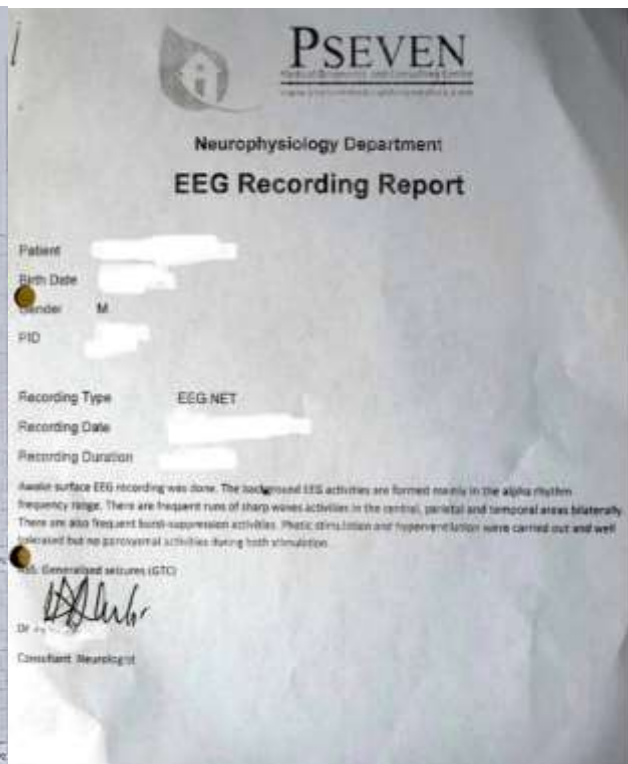 PSEVEN
Neurophysiology Department
EEG Recording Report
Patient
Birth Date
Gender M
PID
Recording Type EEG NET
Recording Date
Recording Duration
Awake surface EEG recording was done. The background EEG activities are formed mainly in the alpha rhythm
frequency range. There are frequent runs of sharp waves activities in the central, parietal and temporal areas bilaterally.
There are also frequent burst-suppression activities. Photic stimulation and hyperventilation were carried out and well
tolerated but no paroxysmal activities during both stimulation.
Generalised seizures (GTC)
Dr
Consultant Neurologist